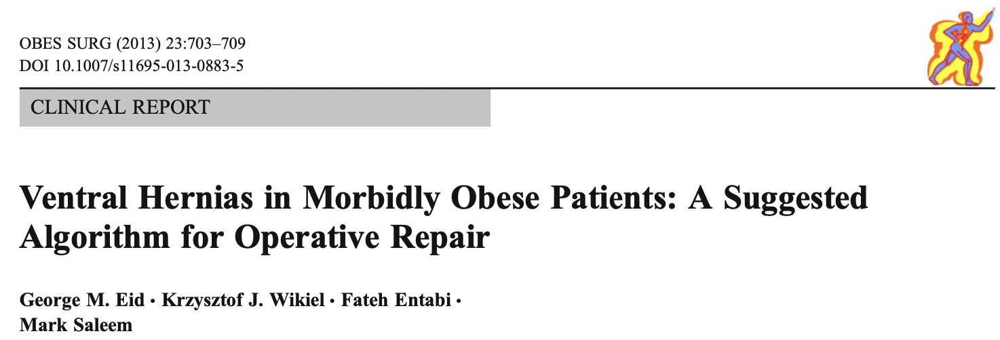 OBES SURG (2013) 23:703–709
DOI 10.1007/s11695-013-0883-5
CLINICAL REPORT
Ventral Hernias in Morbidly Obese Patients: A Suggested
Algorithm for Operative Repair
George M. Eid · Krzysztof J. Wikiel · Fateh Entabi ·
Mark Saleem